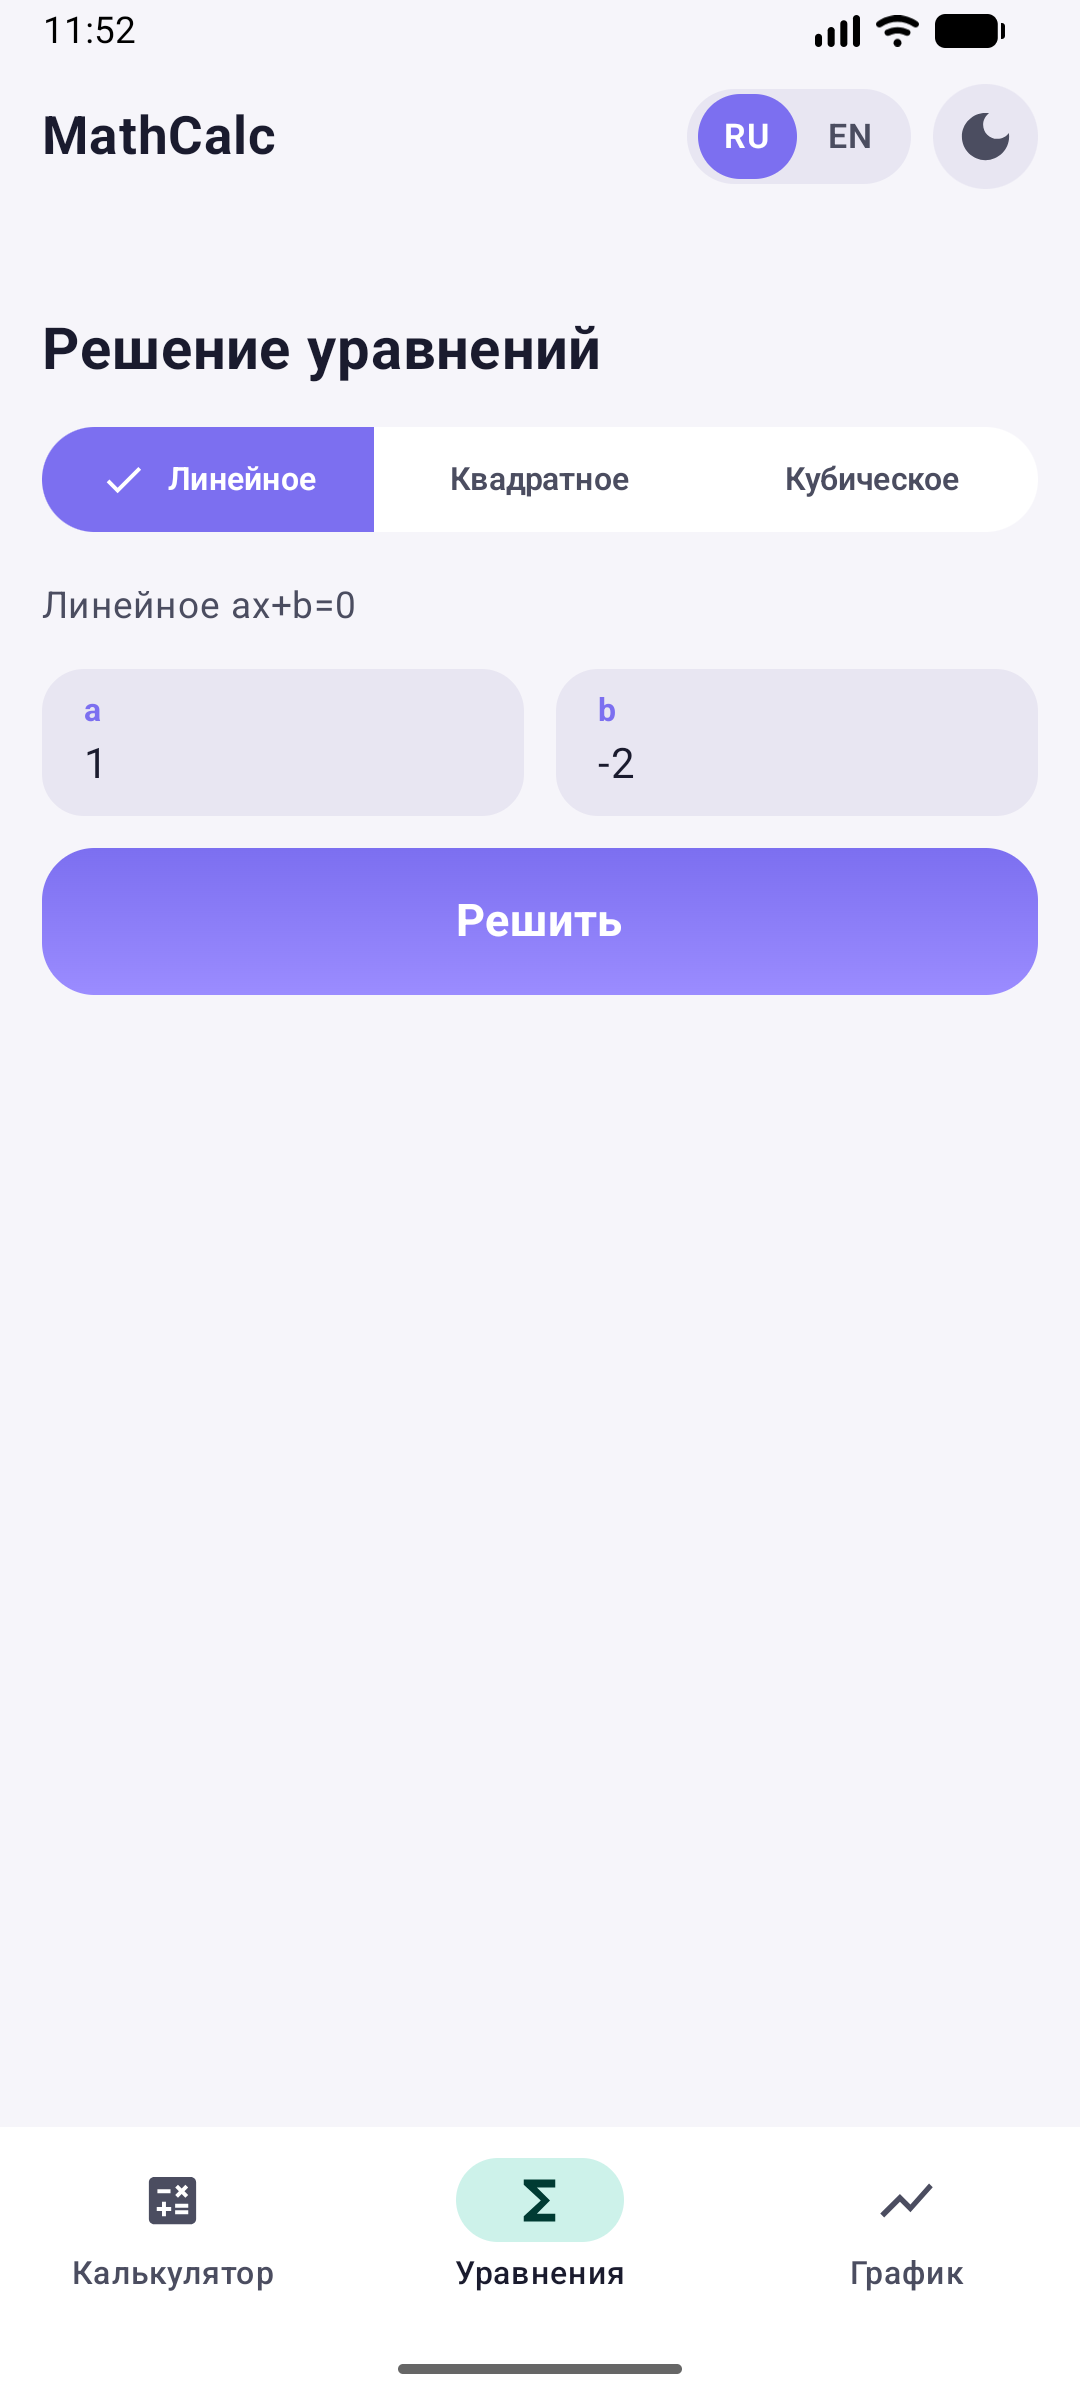 11:52
MathCalc
RU EN
Решение уравнений
Линейное Квадратное Кубическое
Линейное ax+b=0
a b
1 -2
Решить
Калькулятор Уравнения График